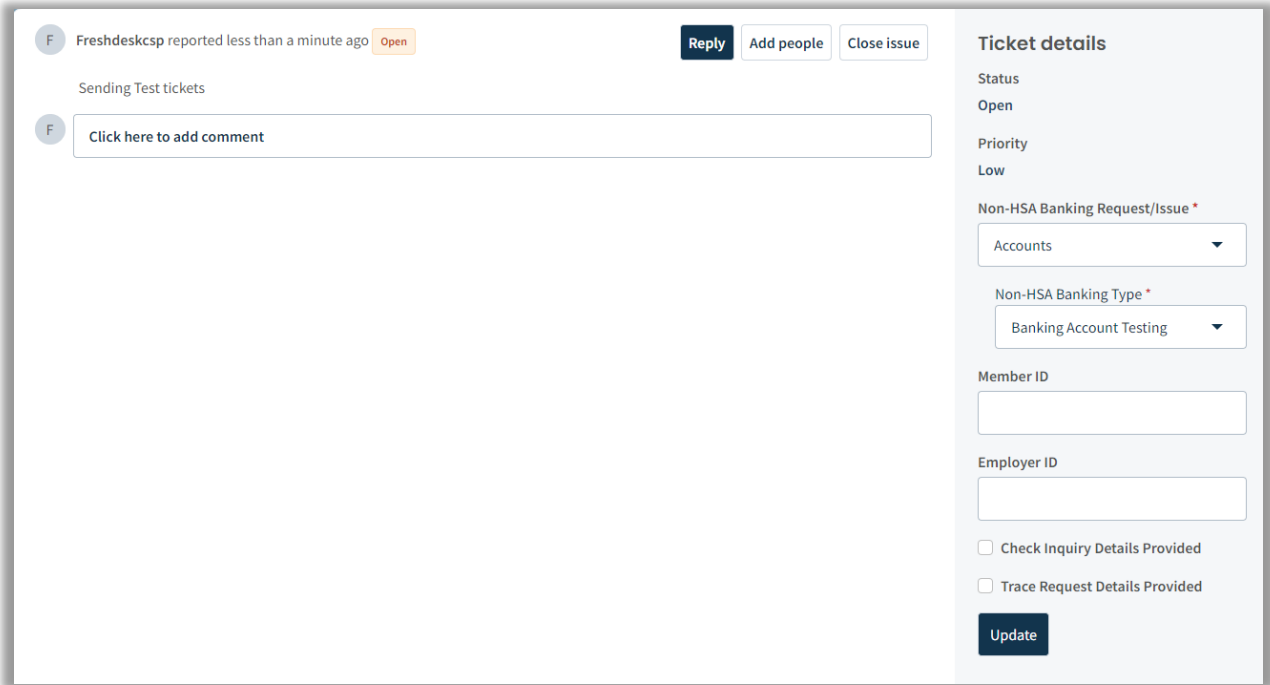 F
Freshdeskcsp reported less than a minute ago Open
Reply Add people Close issue
Sending Test tickets
F
Click here to add comment
Ticket details
Status
Open
Priority
Low
Non-HSA Banking Request/Issue *
Accounts
Non-HSA Banking Type *
Banking Account Testing
Member ID
Employer ID
Check Inquiry Details Provided
Trace Request Details Provided
Update